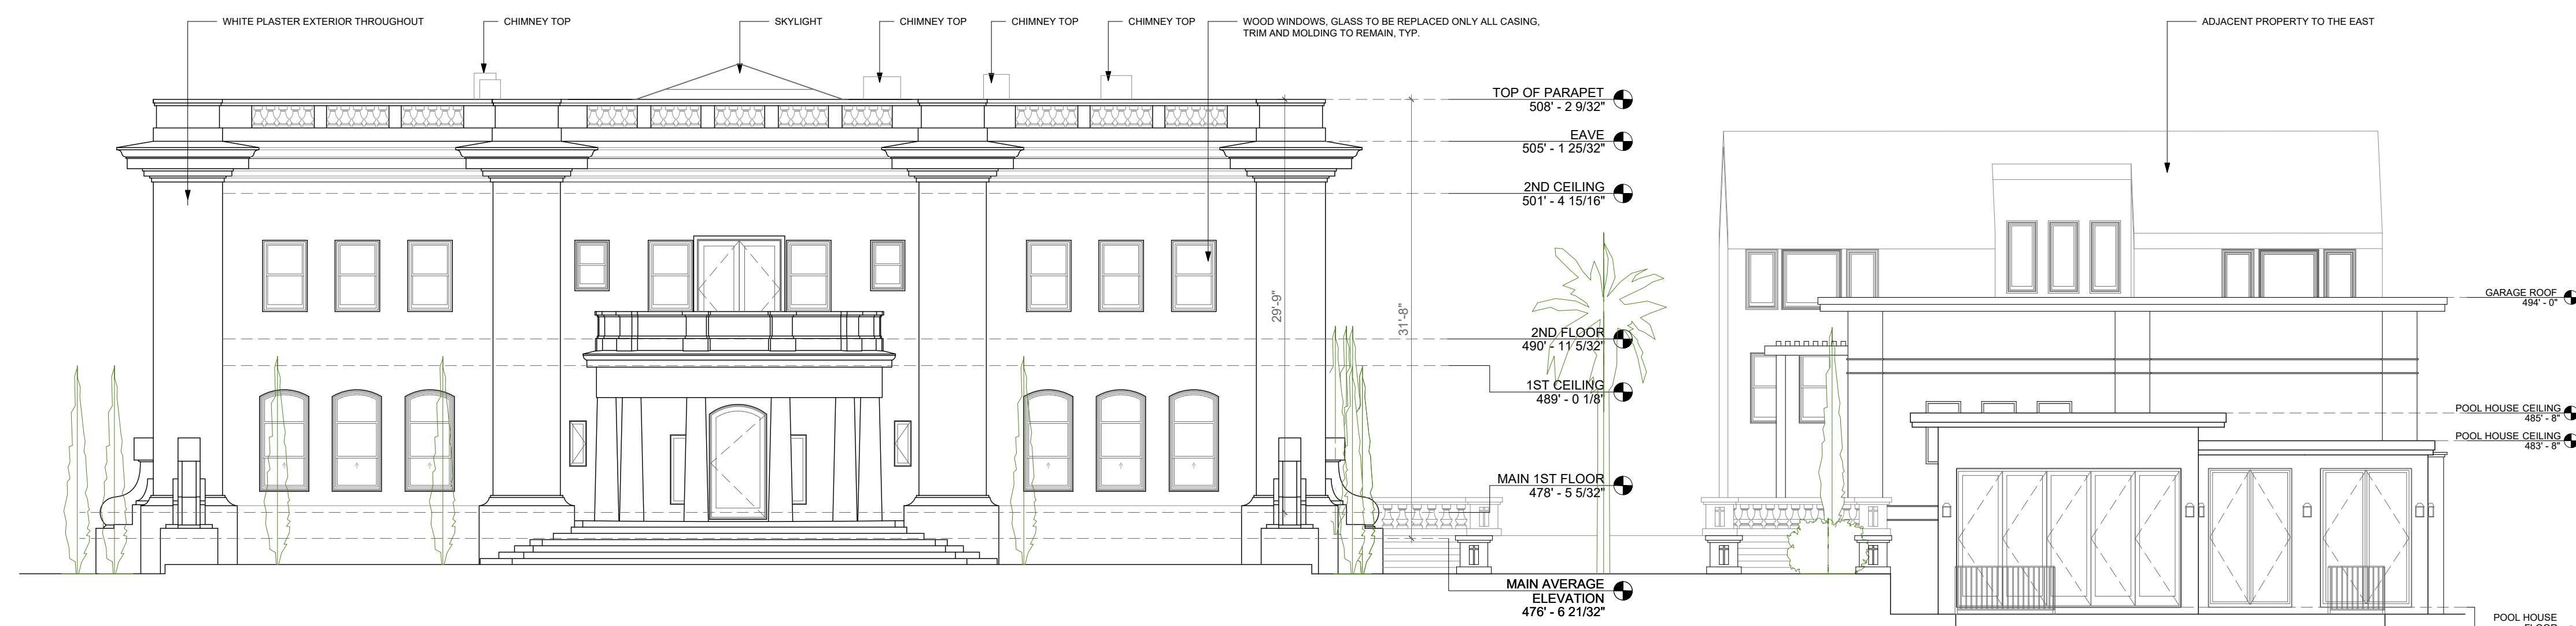 WHITE PLASTER EXTERIOR THROUGHOUT
CHIMNEY TOP
SKYLIGHT
CHIMNEY TOP
CHIMNEY TOP
CHIMNEY TOP
WOOD WINDOWS, GLASS TO BE REPLACED ONLY ALL CASING,
TRIM AND MOLDING TO REMAIN, TYP.
ADJACENT PROPERTY TO THE EAST
TOP OF PARAPET
508' - 2 9/32"
EAVE
505' - 1 25/32"
2ND CEILING
501' - 4 15/16"
29'-9"
31'-8"
2ND FLOOR
490' - 11 5/32"
1ST CEILING
489' - 0 1/8"
MAIN 1ST FLOOR
478' - 5 5/32"
MAIN AVERAGE
ELEVATION
476' - 6 21/32"
GARAGE ROOF
494' - 0"
POOL HOUSE CEILING
485' - 8"
POOL HOUSE CEILING
483' - 8"
POOL HOUSE